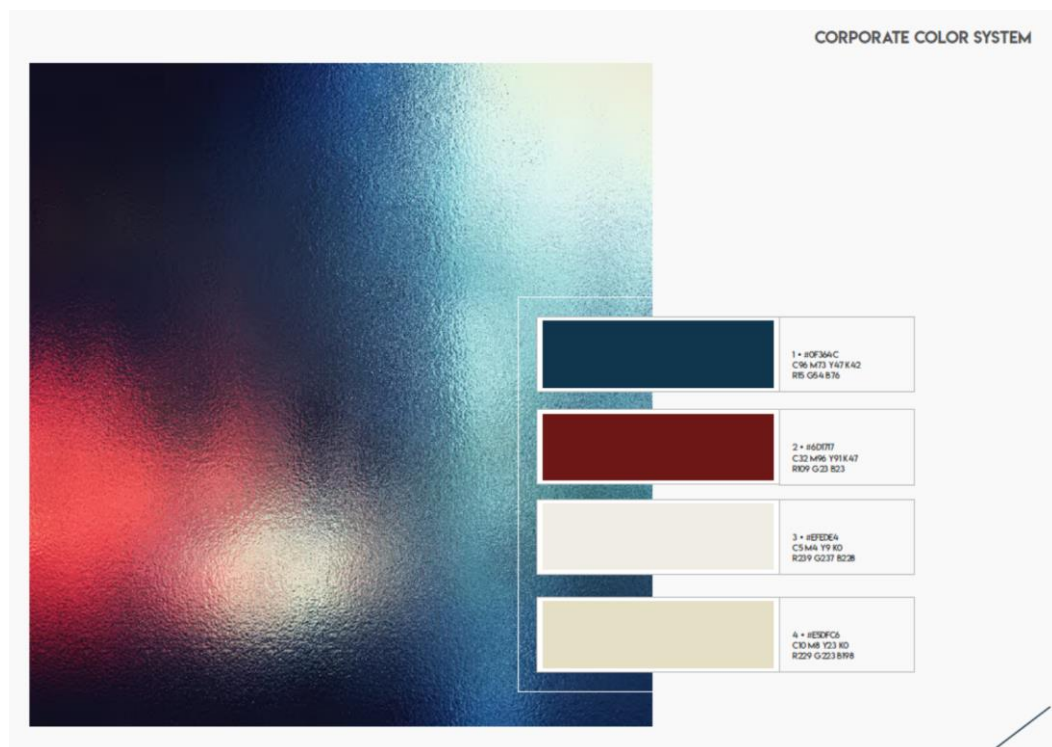 CORPORATE COLOR SYSTEM
1 • #0F364C
C96 M73 Y47 K42
R15 G54 B76
2 • #6D1717
C32 M96 Y91 K47
R109 G23 B23
3 • #EFEDE4
C5 M4 Y9 K0
R239 G237 B228
4 • #E5DFC6
C10 M8 Y23 K0
R229 G223 B198